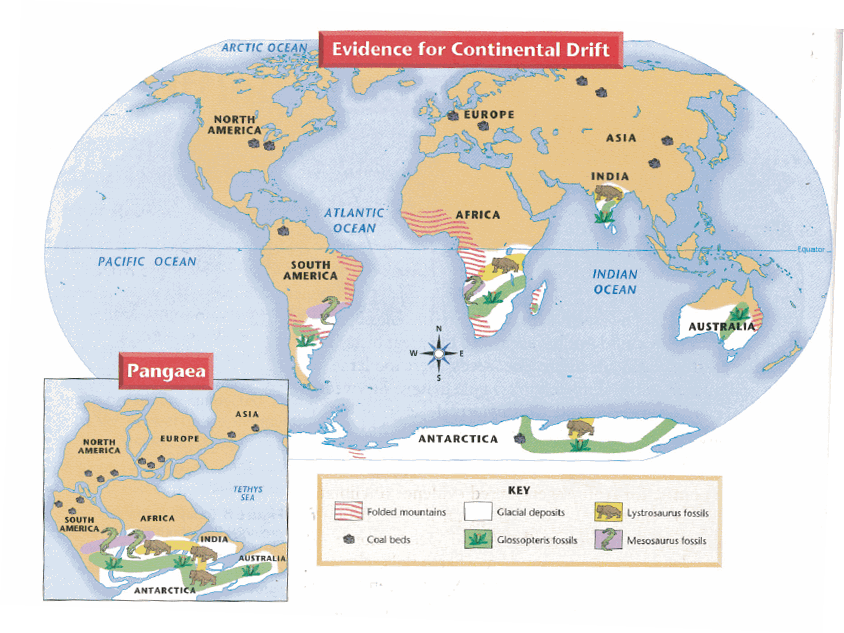 Evidence for Continental Drift
ARCTIC OCEAN
NORTH
AMERICA
EUROPE
ASIA
INDIA
ATLANTIC
OCEAN
AFRICA
PACIFIC OCEAN
Equator
SOUTH
AMERICA
INDIAN
OCEAN
AUSTRALIA
N
W
E
S
ANTARCTICA
Pangaea
ASIA
NORTH
AMERICA
EUROPE
TETHYS
SEA
SOUTH
AMERICA
AFRICA
INDIA
AUSTRALIA
ANTARCTICA
KEY
Folded mountains
Glacial deposits
Lystrosaurus fossils
Coal beds
Glossopteris fossils
Mesosaurus fossils